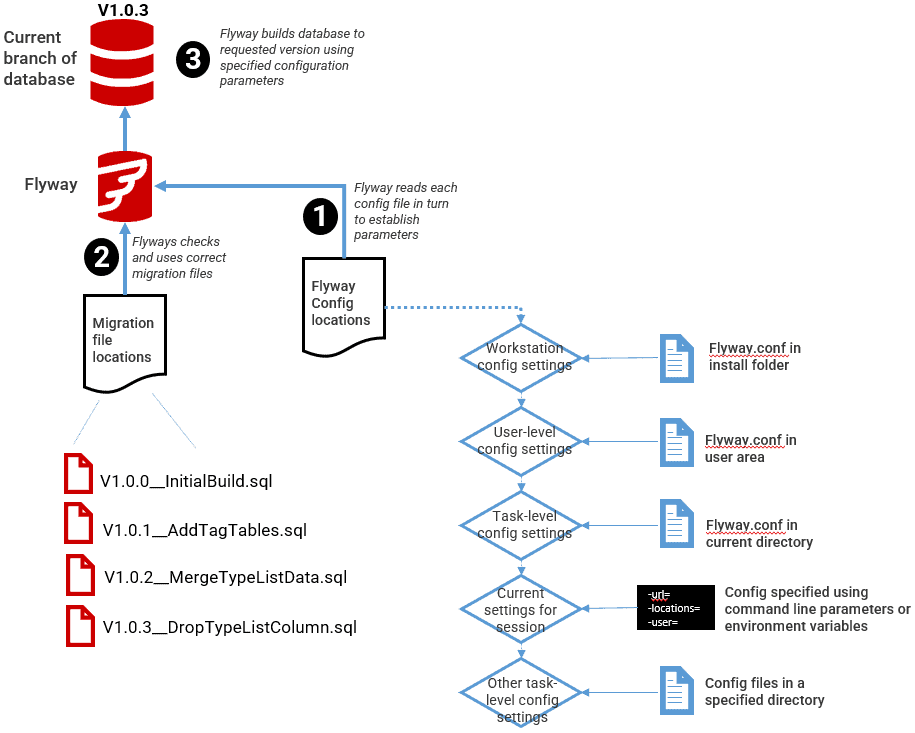 V1.0.3
Current
branch of
database
3
Flyway builds database to
requested version using
specified configuration
parameters
Flyway
1
Flyway reads each
config file in turn
to establish
parameters
2
Flyways checks
and uses correct
migration files
Migration
file
locations
Flyway
Config
locations
V1.0.0__InitialBuild.sql
V1.0.1__AddTagTables.sql
V1.0.2__MergeTypeListData.sql
V1.0.3__DropTypeListColumn.sql
Workstation
config settings
Flyway.conf in
install folder
User-level
config settings
Flyway.conf in
user area
Task-level
config settings
Flyway.conf in
current directory
Current
settings for
session
-url=
-locations=
-user=
Config specified using
command line parameters or
environment variables
Other task-
level config
settings
Config files in a
specified directory